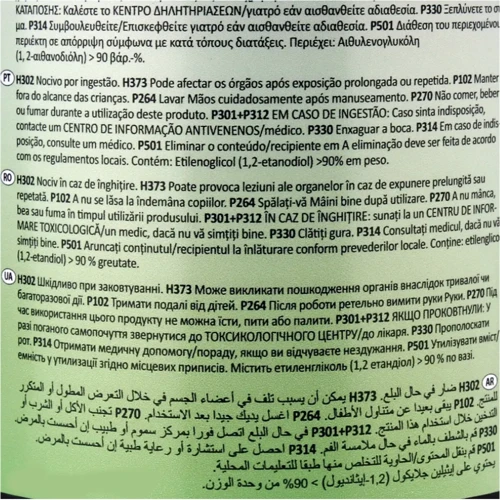 ΚΑΤΑΠΟΣΗΣ: Καλέστε το ΚΕΝΤΡΟ ΔΗΛΗΤΗΡΙΑΣΕΩΝ/γιατρό εάν αισθανθείτε αδιαθεσία. P330 Ξεπλύνετε το στό-
μα. P314 Συμβουλευθείτε/Επισκεφθείτε γιατρό εάν αισθανθείτε αδιαθεσία. P501 Διάθεση του περιεχομένου/
περιέκτη σε απόρριψη σύμφωνα με κατά τόπους διατάξεις. Περιέχει: Αιθυλενογλυκόλη
(1, 2-αιθανοδιόλη) > 90 βάρ.-%.
PT H302 Nocivo por ingestão. H373 Pode afectar os órgãos após exposição prolongada ou repetida. P102 Manter
fora do alcance das crianças. P264 Lavar Mãos cuidadosamente após manuseamento. P270 Não comer, beber
ou fumar durante a utilização deste produto. P301+P312 EM CASO DE INGESTÃO: Caso sinta indisposição,
contacte um CENTRO DE INFORMAÇÃO ANTIVENENOS/médico. P330 Enxaguar a boca. P314 Em caso de indis-
posição, consulte um médico. P501 Eliminar o conteúdo/recipiente em A eliminação deve ser feita de acordo
com os regulamentos locais. Contém: Etilenoglicol (1,2-etanodiol) >90% em peso.
RO H302 Nociv în caz de înghițire. H373 Poate provoca leziuni ale organelor în caz de expunere prelungită sau
repetată. P102 A nu se lăsa la îndemâna copiilor. P264 Spălați-vă Mâini bine după utilizare. P270 A nu mânca,
bea sau fuma în timpul utilizării produsului. P301+P312 ÎN CAZ DE ÎNGHIȚIRE: sunați la un CENTRU DE INFOR-
MARE TOXICOLOGICĂ/un medic, dacă nu vă simțiți bine. P330 Clătiți gura. P314 Consultați medicul, dacă nu vă
simțiți bine. P501 Aruncați conținutul/recipientul la înlăturare conform prevederilor locale. Conține: etilenglicol
(1,2-etandiol) > 90 % greutate.
UA H302 Шкідливо при заковтуванні. H373 Може викликати пошкодження органів внаслідок тривалої чи
багаторазової дії. P102 Тримати подалі від дітей. P264 Після роботи ретельно вимити руки Руки. P270 Під
час використання цього продукту не можна їсти, пити або палити. P301+P312 ЯКЩО ПРОКОВТНУЛИ: У
разі поганого самопочуття звернутися до ТОКСИКОЛОГІЧНОГО ЦЕНТРУ/до лікаря. P330 Прополоскати
рот. P314 Отримати медичну допомогу/пораду, якщо ви відчуваєте нездужання. P501 Утилізувати вміст/
ємність у утилізації згідно місцевих приписів. Містить етиленгліколь (1,2 етандіол) > 90 % по вазі.
AR H302 ضار في حال البلع. H373 يمكن أن يسبب تلف في أعضاء الجسم في خلال التعرض المطول أو المتكرر
للمنتج. P102 يبقى بعيدا عن متناول الأطفال. P264 اغسل يديك جيدا بعد الاستخدام. P270 تجنب الأكل أو الشرب أو
التدخين خلال استخدام هذا المنتج. P301+P312 في حال البلع اتصل فورا بمركز سموم أو طبيب إن أحسست بمرض.
P330 قم بالشطف بالماء في حال ملامسة الفم. P314 احصل على استشارة أو رعاية طبية إن أحسست بالمرض.
P501 قم بنقل المحتوى/الحاوية والتخلص منها طبقا للتعليمات المحلية.
يحتوي على إيثيلين جلايكول (1,2-إيثانديول) > 90% من وحدة الوزن.